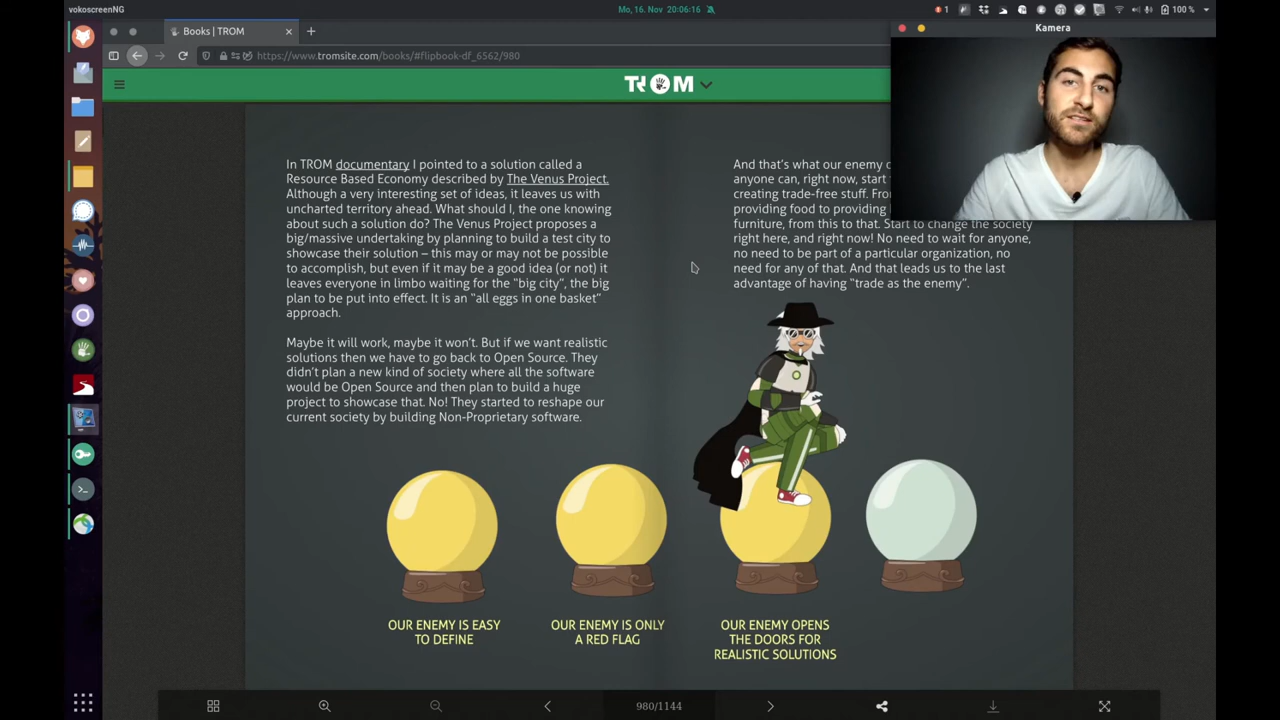 vokoscreenNG
Mo, 16. Nov 20:06:16
1
100 %
Books | TROM
Kamera
https://www.tromsite.com/books/#flipbook-df_6562/980
TROM
In TROM documentary I pointed to a solution called a
Resource Based Economy described by The Venus Project.
Although a very interesting set of ideas, it leaves us with
uncharted territory ahead. What should I, the one knowing
about such a solution do? The Venus Project proposes a
big/massive undertaking by planning to build a test city to
showcase their solution – this may or may not be possible
to accomplish, but even if it may be a good idea (or not) it
leaves everyone in limbo waiting for the “big city”, the big
plan to be put into effect. It is an “all eggs in one basket”
approach.
Maybe it will work, maybe it won’t. But if we want realistic
solutions then we have to go back to Open Source. They
didn’t plan a new kind of society where all the software
would be Open Source and then plan to build a huge
project to showcase that. No! They started to reshape our
current society by building Non-Proprietary software.
And that’s what our enemy
anyone can, right now, start
creating trade-free stuff.
providing food to providing
furniture, from this to that. Start to change the society
right here, and right now! No need to wait for anyone,
no need to be part of a particular organization, no
need for any of that. And that leads us to the last
advantage of having “trade as the enemy”.
OUR ENEMY IS EASY
TO DEFINE
OUR ENEMY IS ONLY
A RED FLAG
OUR ENEMY OPENS
THE DOORS FOR
REALISTIC SOLUTIONS
980/1144